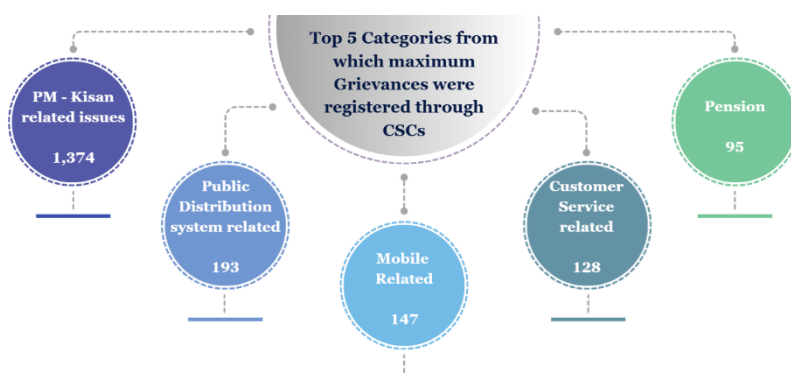 Top 5 Categories from
which maximum
Grievances were
registered through
CSCs
PM - Kisan
related issues
1,374
Public
Distribution
system related
193
Mobile
Related
147
Customer
Service
related
128
Pension
95